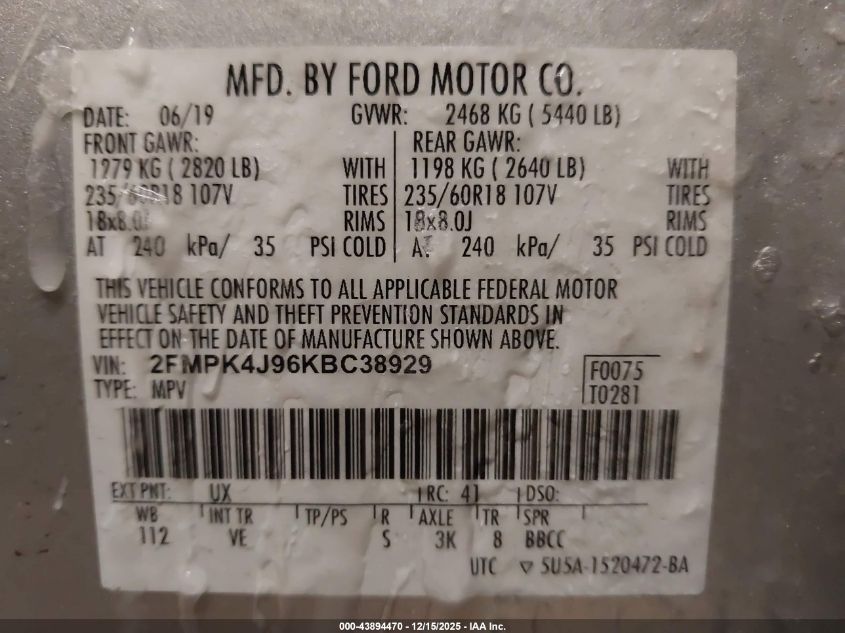 MFD. BY FORD MOTOR CO.
DATE: 06/19 GVWR: 2468 KG ( 5440 LB)
FRONT GAWR: REAR GAWR:
1279 KG ( 2820 LB) WITH 1198 KG ( 2640 LB) WITH
235/60R18 107V TIRES 235/60R18 107V TIRES
18x8.0J RIMS 18x8.0J RIMS
AT 240 kPa/ 35 PSI COLD AT 240 kPa/ 35 PSI COLD
THIS VEHICLE CONFORMS TO ALL APPLICABLE FEDERAL MOTOR
VEHICLE SAFETY AND THEFT PREVENTION STANDARDS IN
EFFECT ON THE DATE OF MANUFACTURE SHOWN ABOVE.
VIN: 2FMPK4J96KBC38929 F0075
TYPE: MPV T0281
EXT PNT: UX RC: 41 DSO:
WB INT TR TP/PS R AXLE TR SPR
112 VE S 3K 8 BBCC
UTC ▽ 5U5A-1520472-BA
000-43894470 - 12/15/2025 - IAA Inc.